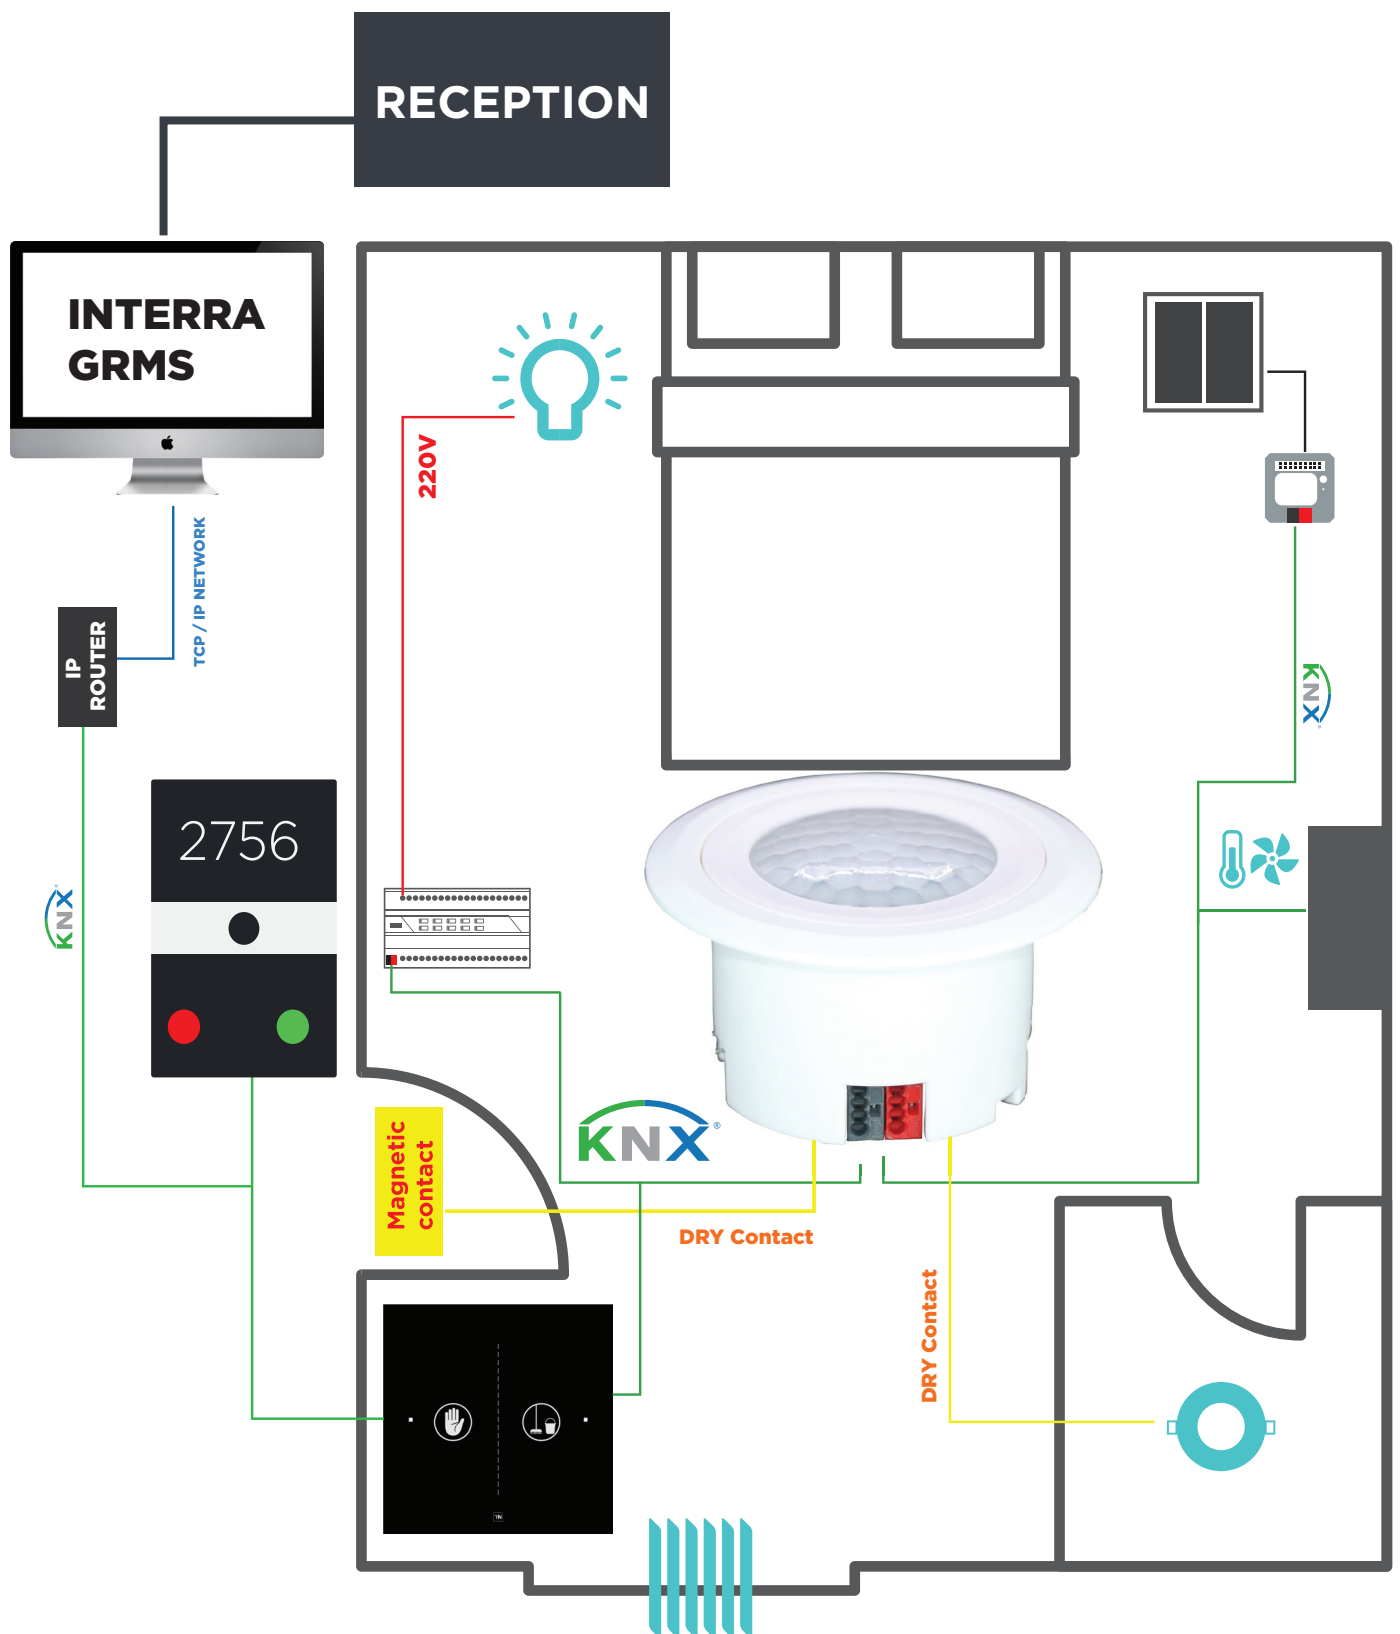 RECEPTION
INTERRA
GRMS
220V
TCP / IP NETWORK
IP
ROUTER
KNX
2756
KNX
Magnetic
contact
KNX®
DRY Contact
DRY Contact